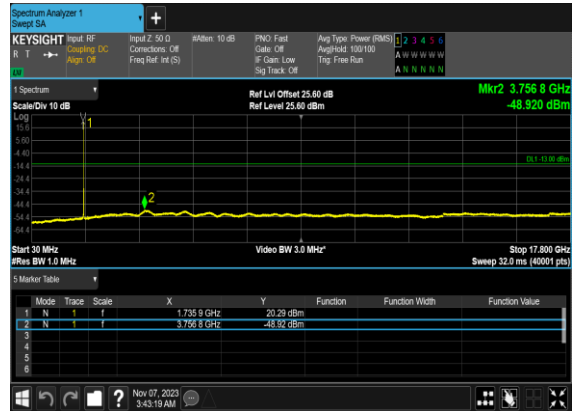 Spectrum Analyzer 1
Swept SA
+
KEYSIGHT Input: RF Input Z: 50 Ω #Atten: 10 dB PNO: Fast Avg Type: Power (RMS) 1 2 3 4 5 6
R T Coupling: DC Corrections: Off Gate: Off Avg|Hold: 100/100 A W W W W W
Align: Off Freq Ref: Int (S) IF Gain: Low Trig: Free Run
Sig Track: Off A N N N N N
1 Spectrum Ref Lvl Offset 25.60 dB Mkr2 3.756 8 GHz
Scale/Div 10 dB Ref Level 25.60 dBm -48.920 dBm
Log
15.6 1
5.60
-4.40
-14.4 DL1 -13.00 dBm
-24.4
-34.4
-44.4 2
-54.4
-64.4
Start 30 MHz Video BW 3.0 MHz* Stop 17.800 GHz
#Res BW 1.0 MHz Sweep 32.0 ms (40001 pts)
5 Marker Table
Mode Trace Scale X Y Function Function Width Function Value
1 N 1 f 1.735 9 GHz 20.29 dBm
2 N 1 f 3.756 8 GHz -48.92 dBm
3
4
5
6
? Nov 07, 2023
3:43:19 AM